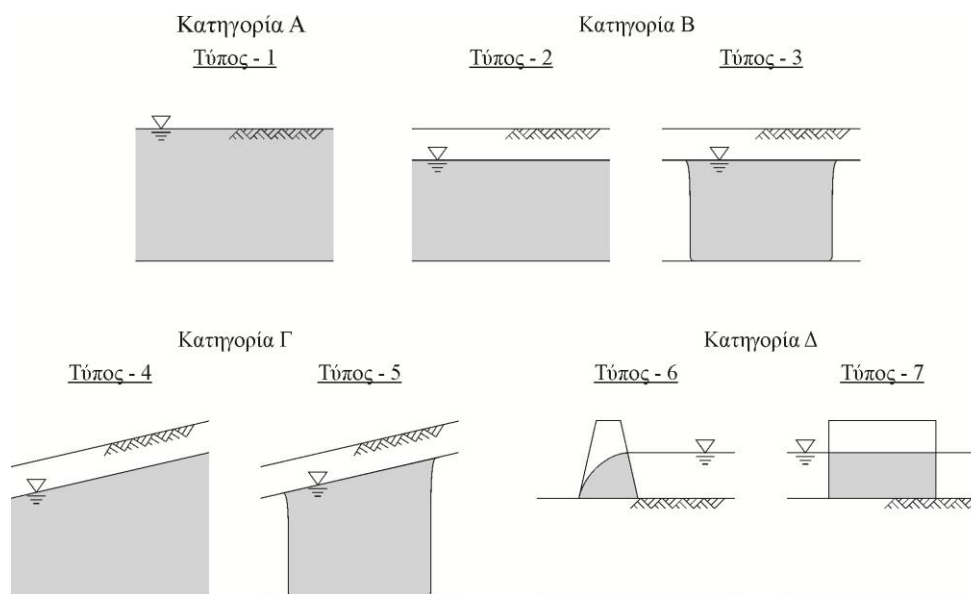 Κατηγορία Α
Κατηγορία Β
Τύπος - 1
Τύπος - 2
Τύπος - 3
Κατηγορία Γ
Κατηγορία Δ
Τύπος - 4
Τύπος - 5
Τύπος - 6
Τύπος - 7